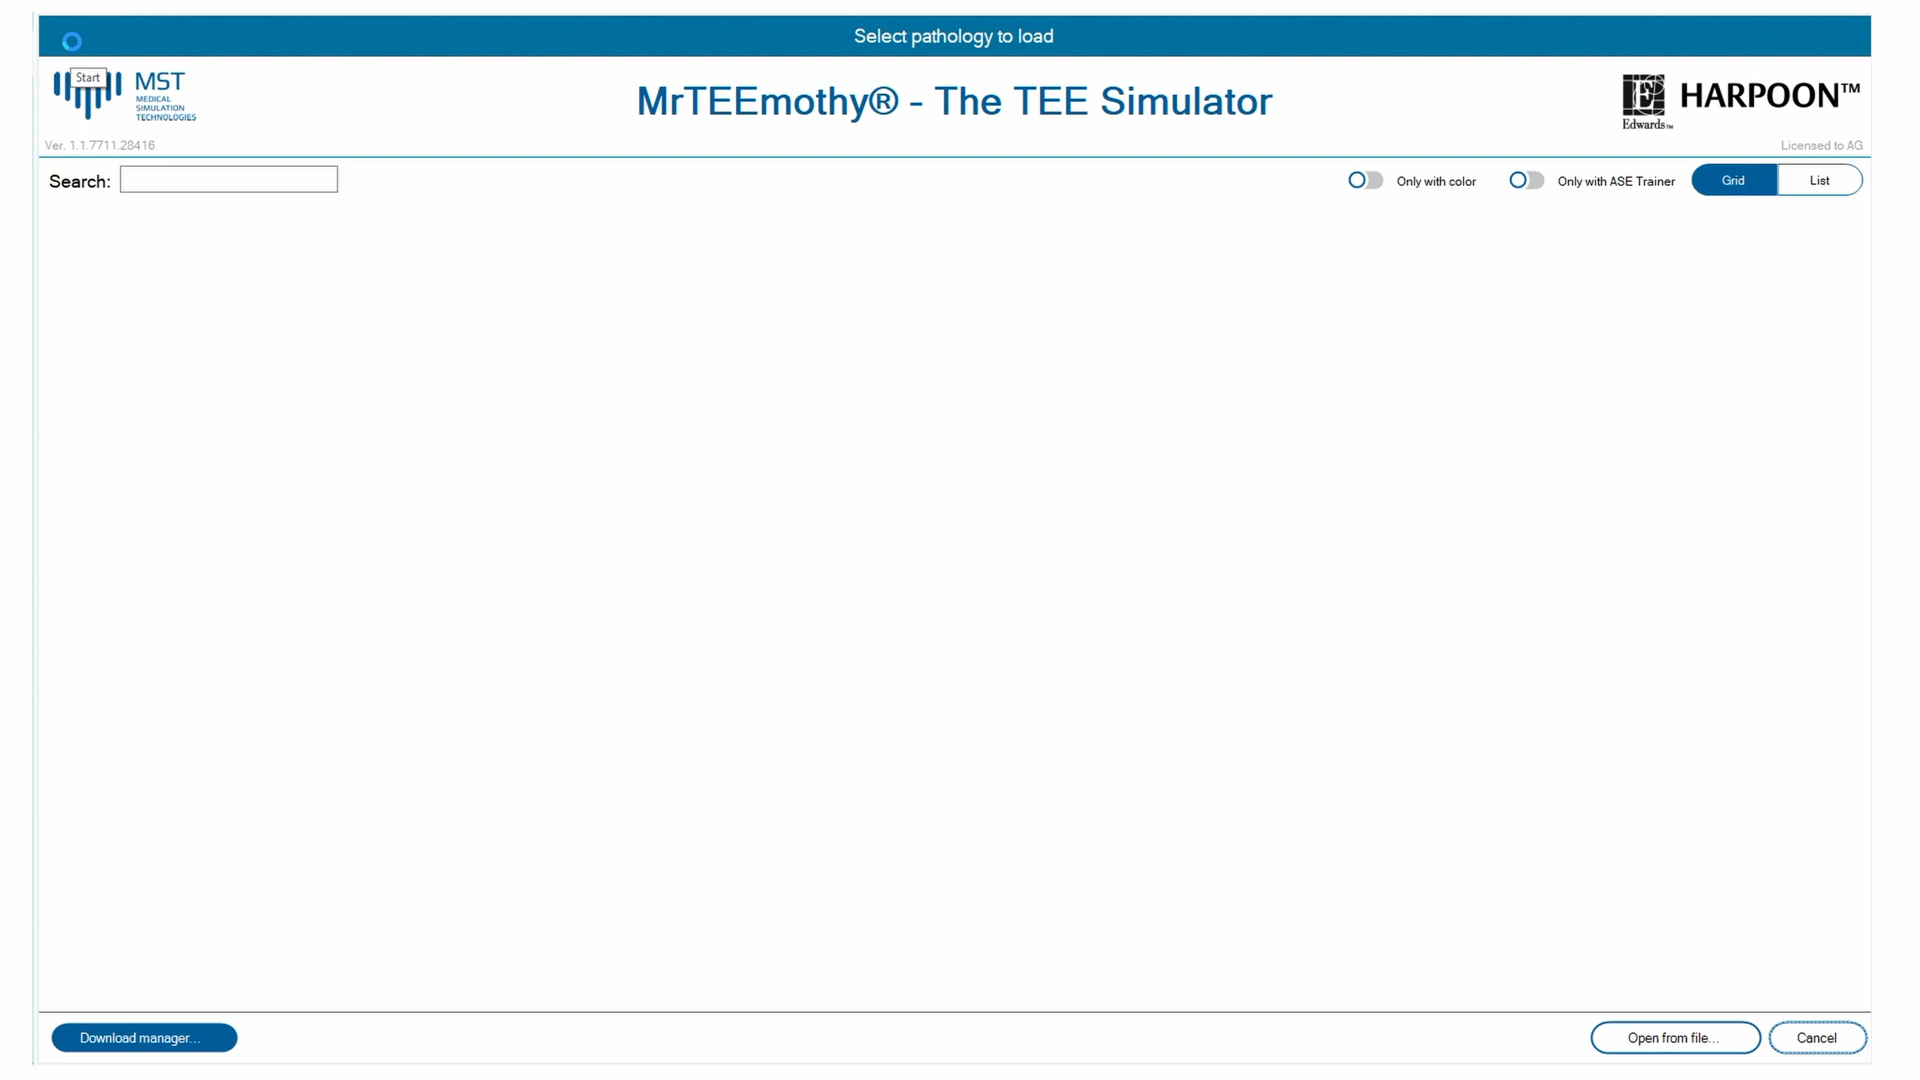 Select pathology to load
Start
MST
MEDICAL
SIMULATION
TECHNOLOGIES
MrTEEmothy® - The TEE Simulator
E
Edwards™
HARPOON™
Ver. 1.1.7711.28416
Licensed to AG
Search:
Only with color
Only with ASE Trainer
Grid
List
Download manager...
Open from file...
Cancel